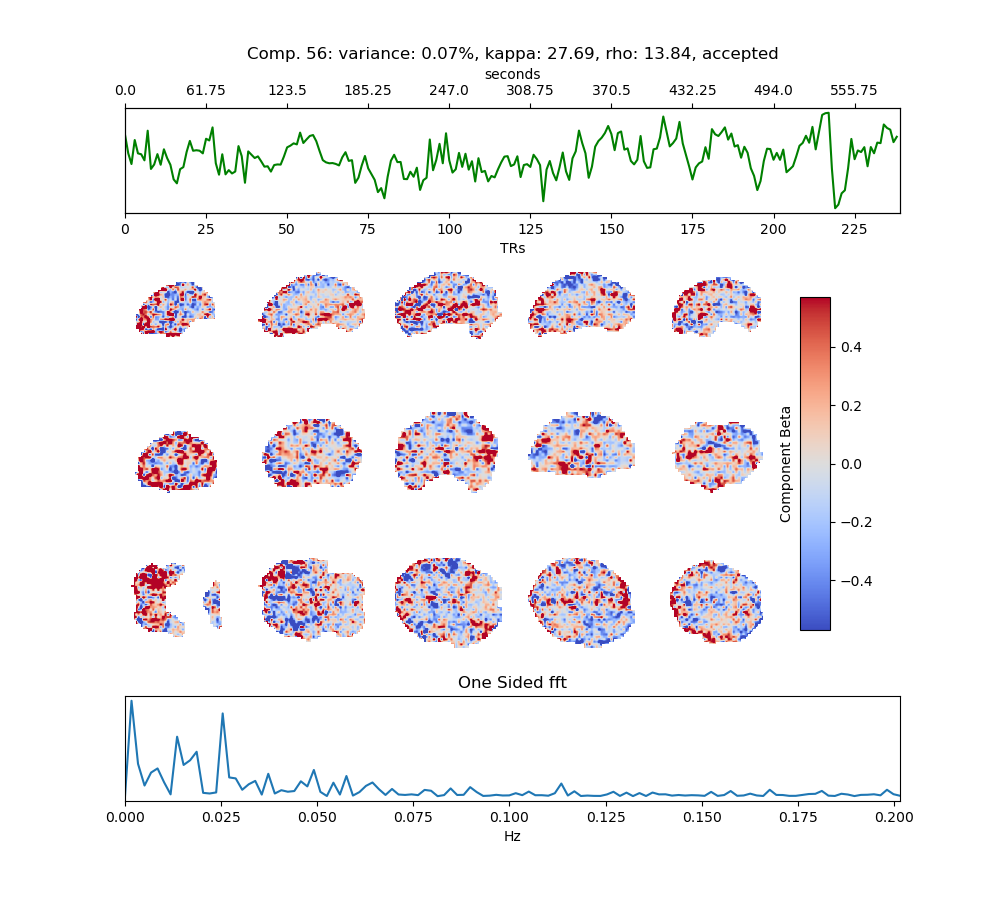 Comp. 56: variance: 0.07%, kappa: 27.69, rho: 13.84, accepted
seconds
0.0 61.75 123.5 185.25 247.0 308.75 370.5 432.25 494.0 555.75
0 25 50 75 100 125 150 175 200 225
TRs
0.4
0.2
0.0
−0.2
−0.4
Component Beta
One Sided fft
0.000 0.025 0.050 0.075 0.100 0.125 0.150 0.175 0.200
Hz